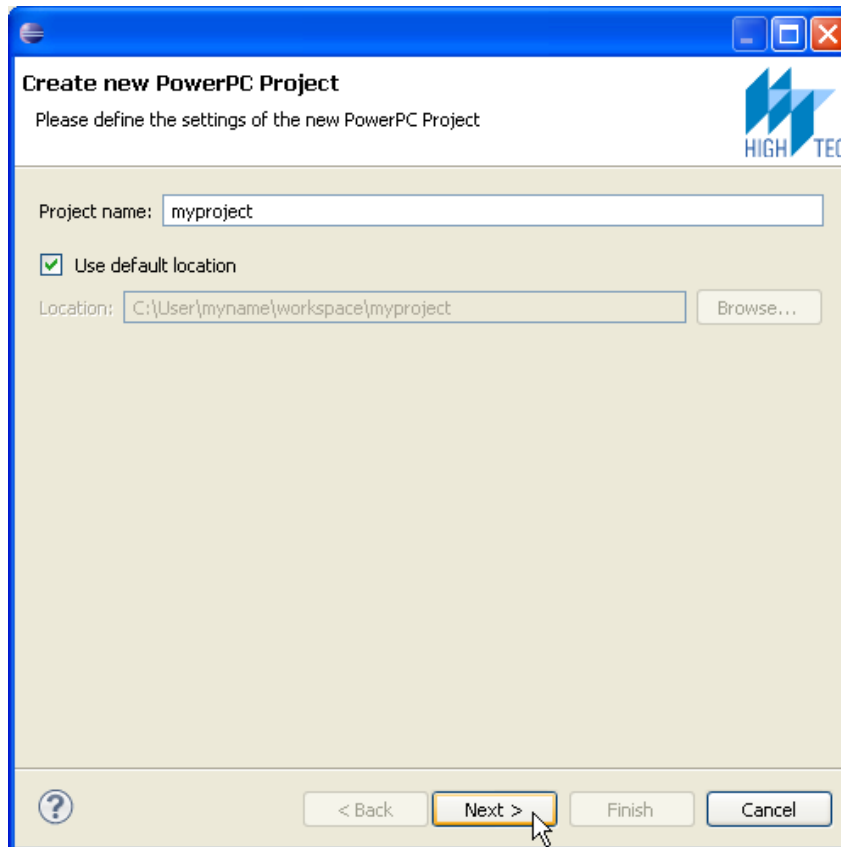 Create new PowerPC Project
Please define the settings of the new PowerPC Project
HIGH TEC
Project name: myproject
Use default location
Location: C:\User\myname\workspace\myproject Browse...
? < Back Next > Finish Cancel